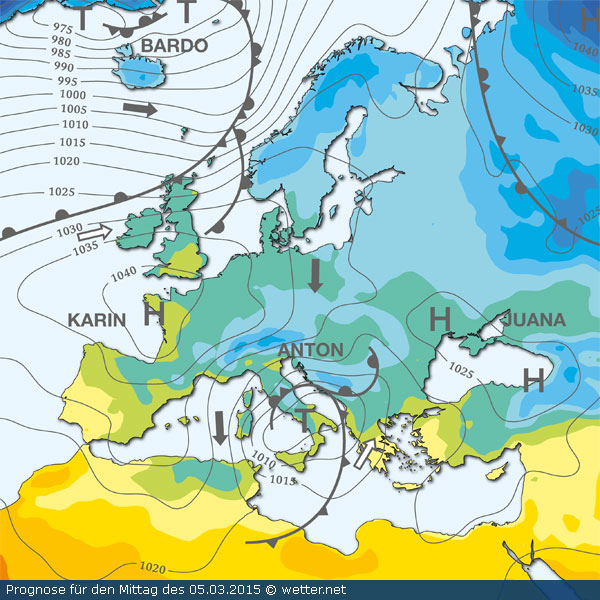 T T H
975
980 BARDO
985
990
995
1000
1005
1010
1015
1020
1025
1030
1035
1040
1040
1035
1030
1025
KARIN H
H JUANA
ANTON
1025
H
T
1010
1015
1020
Prognose für den Mittag des 05.03.2015 © wetter.net